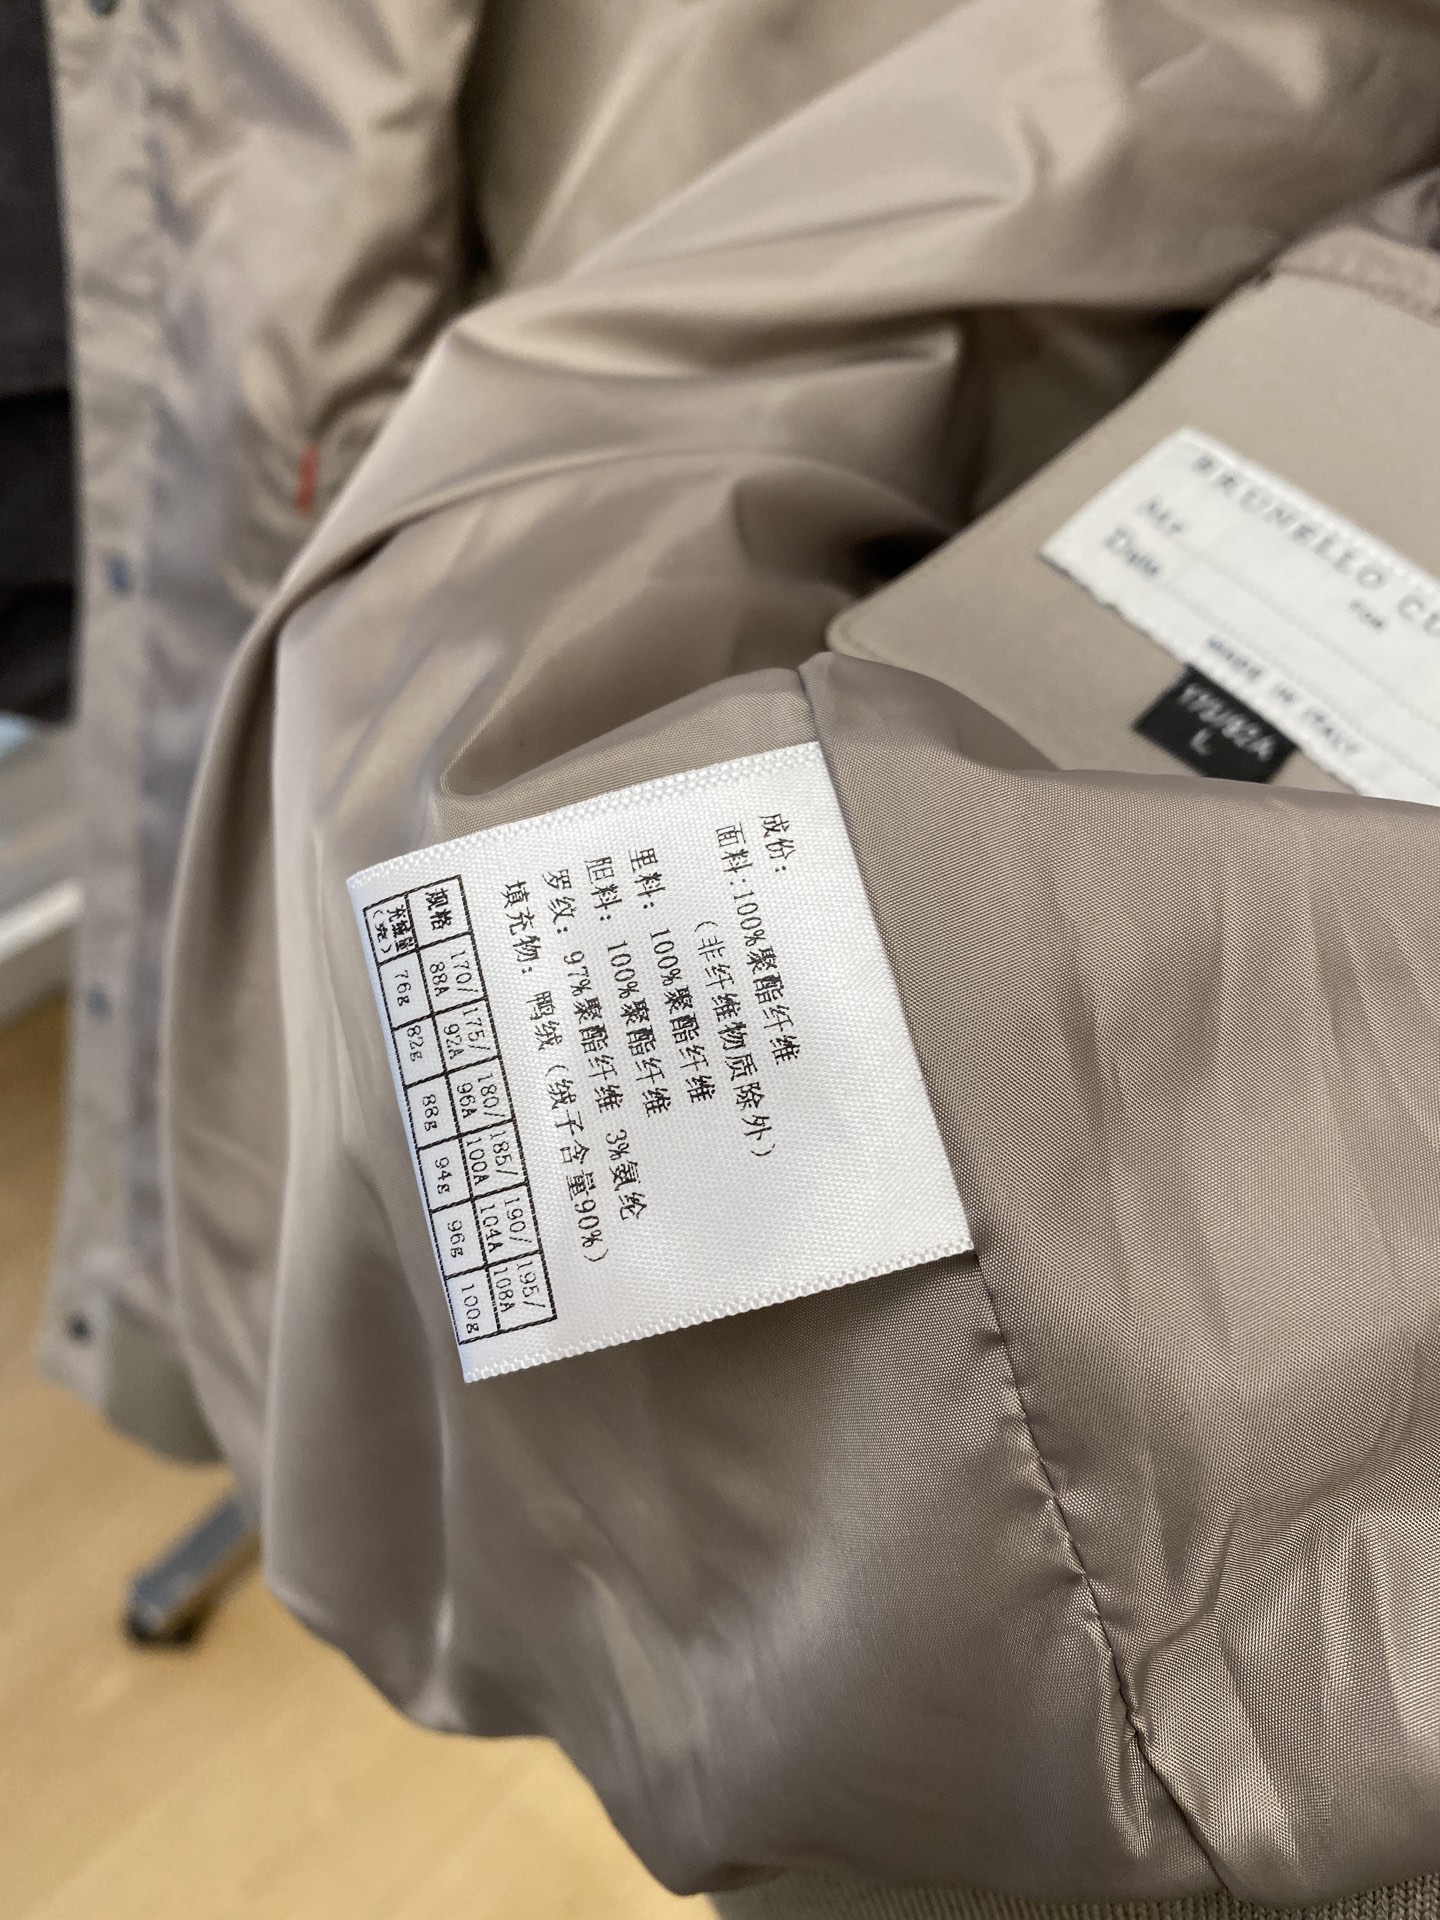 BRUNELLO CU
Mr.
Date
MADE IN ITALY
L
成份:
面料:100%聚酯纤维
(非纤维物质除外)
里料: 100%聚酯纤维
胆料: 100%聚酯纤维
罗纹: 97%聚酯纤维 3%氨纶
填充物: 鸭绒(绒子含量90%)
规格 170/88A 175/92A 180/96A 185/100A 190/104A 195/108A
充绒量(克) 76g 82g 88g 94g 96g 100g